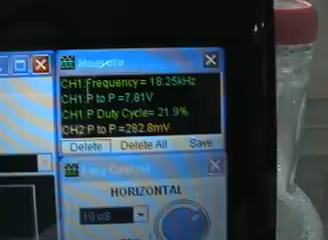 Measure
CH1:Frequency= 18.25kHz
CH1:P to P =7.81V
CH1:P Duty Cycle= 21.9%
CH2:P to P =282.8mV
Delete Delete All Save
Easy Control
HORIZONTAL
10 uS